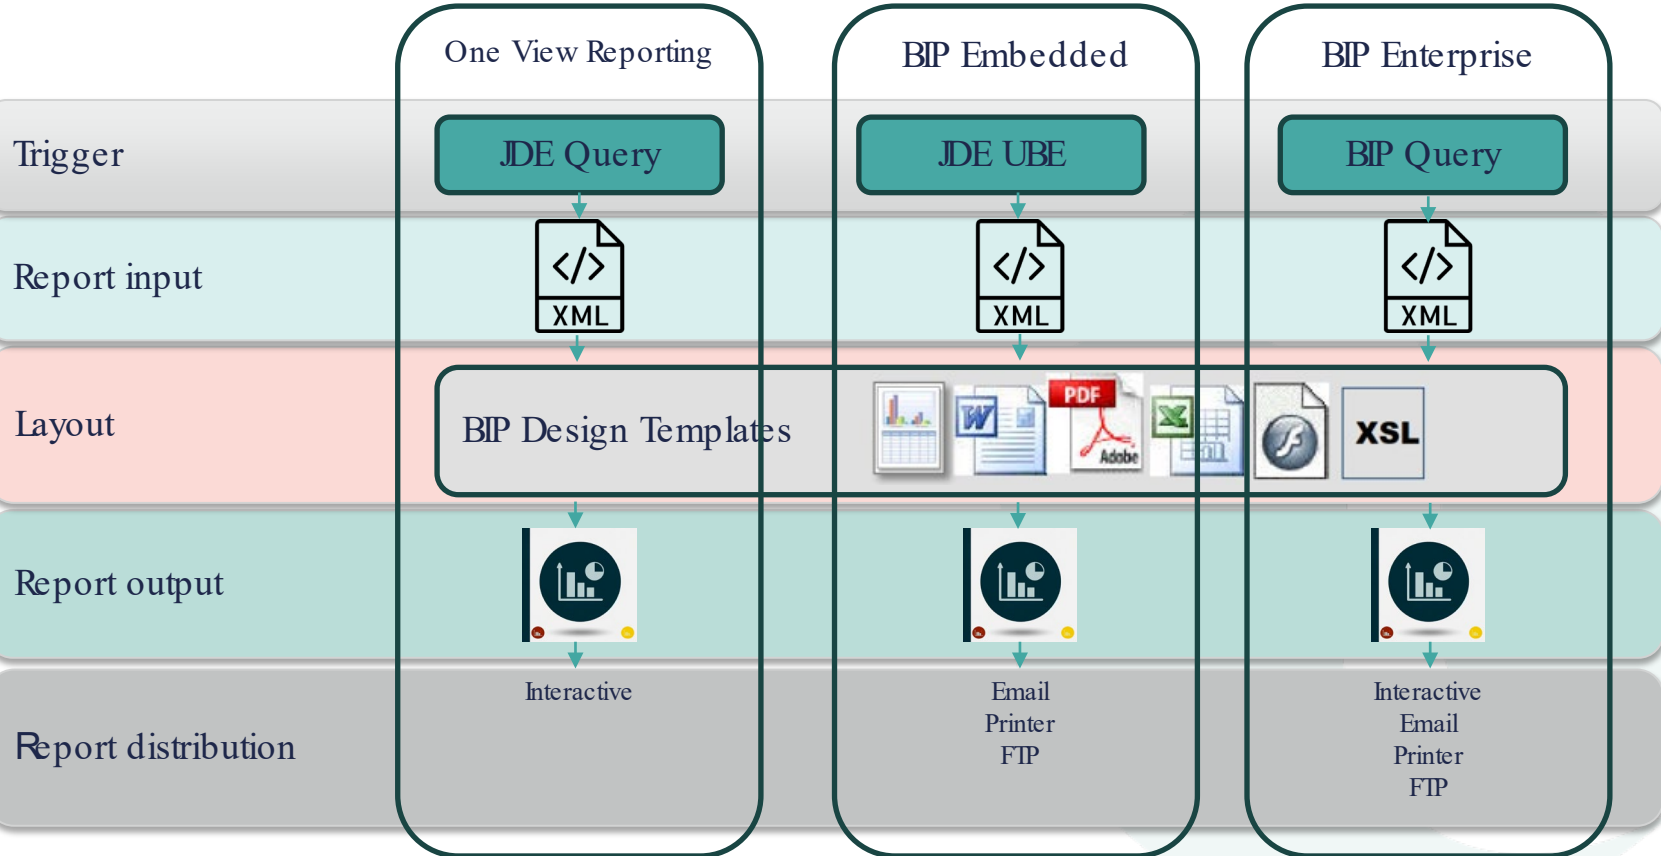 One View Reporting
BIP Embedded
BIP Enterprise
Trigger
JDE Query
JDE UBE
BIP Query
Report input
</>
XML
</>
XML
</>
XML
Layout
BIP Design Templates
W
PDF
Adobe
X
XSL
Report output
Report distribution
Interactive
Email
Printer
FTP
Interactive
Email
Printer
FTP